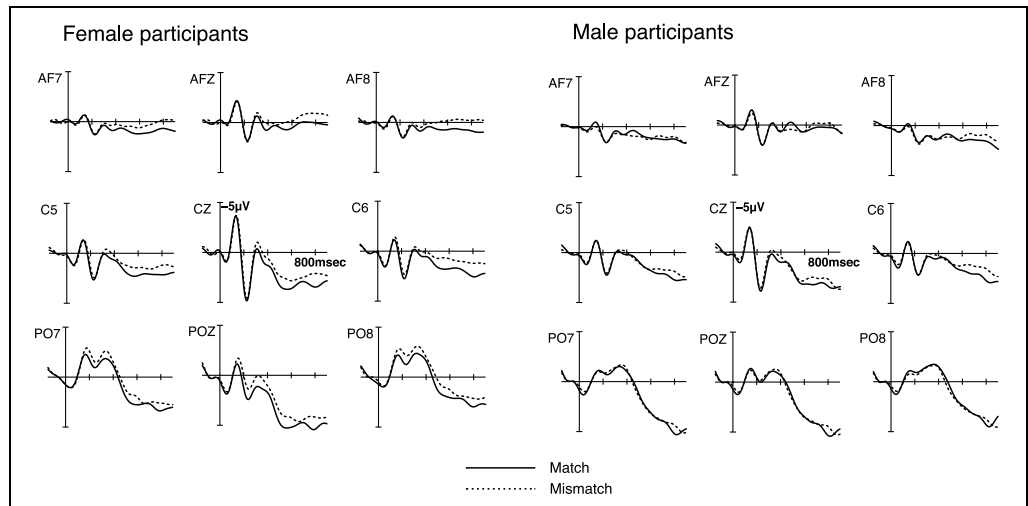 Female participants
Male participants
AF7 AFZ AF8
AF7 AFZ AF8
C5 CZ –5μV C6
800msec
C5 CZ –5μV C6
800msec
PO7 POZ PO8
PO7 POZ PO8
Match
Mismatch